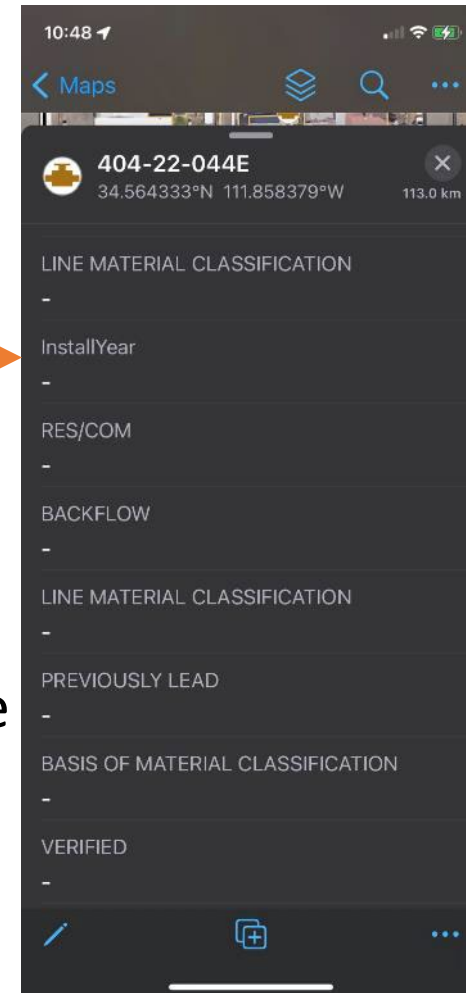 10:48
Maps
404-22-044E
34.564333°N 111.858379°W
113.0 km
LINE MATERIAL CLASSIFICATION
-
InstallYear
-
RES/COM
-
BACKFLOW
-
LINE MATERIAL CLASSIFICATION
-
PREVIOUSLY LEAD
-
e
BASIS OF MATERIAL CLASSIFICATION
-
VERIFIED
-